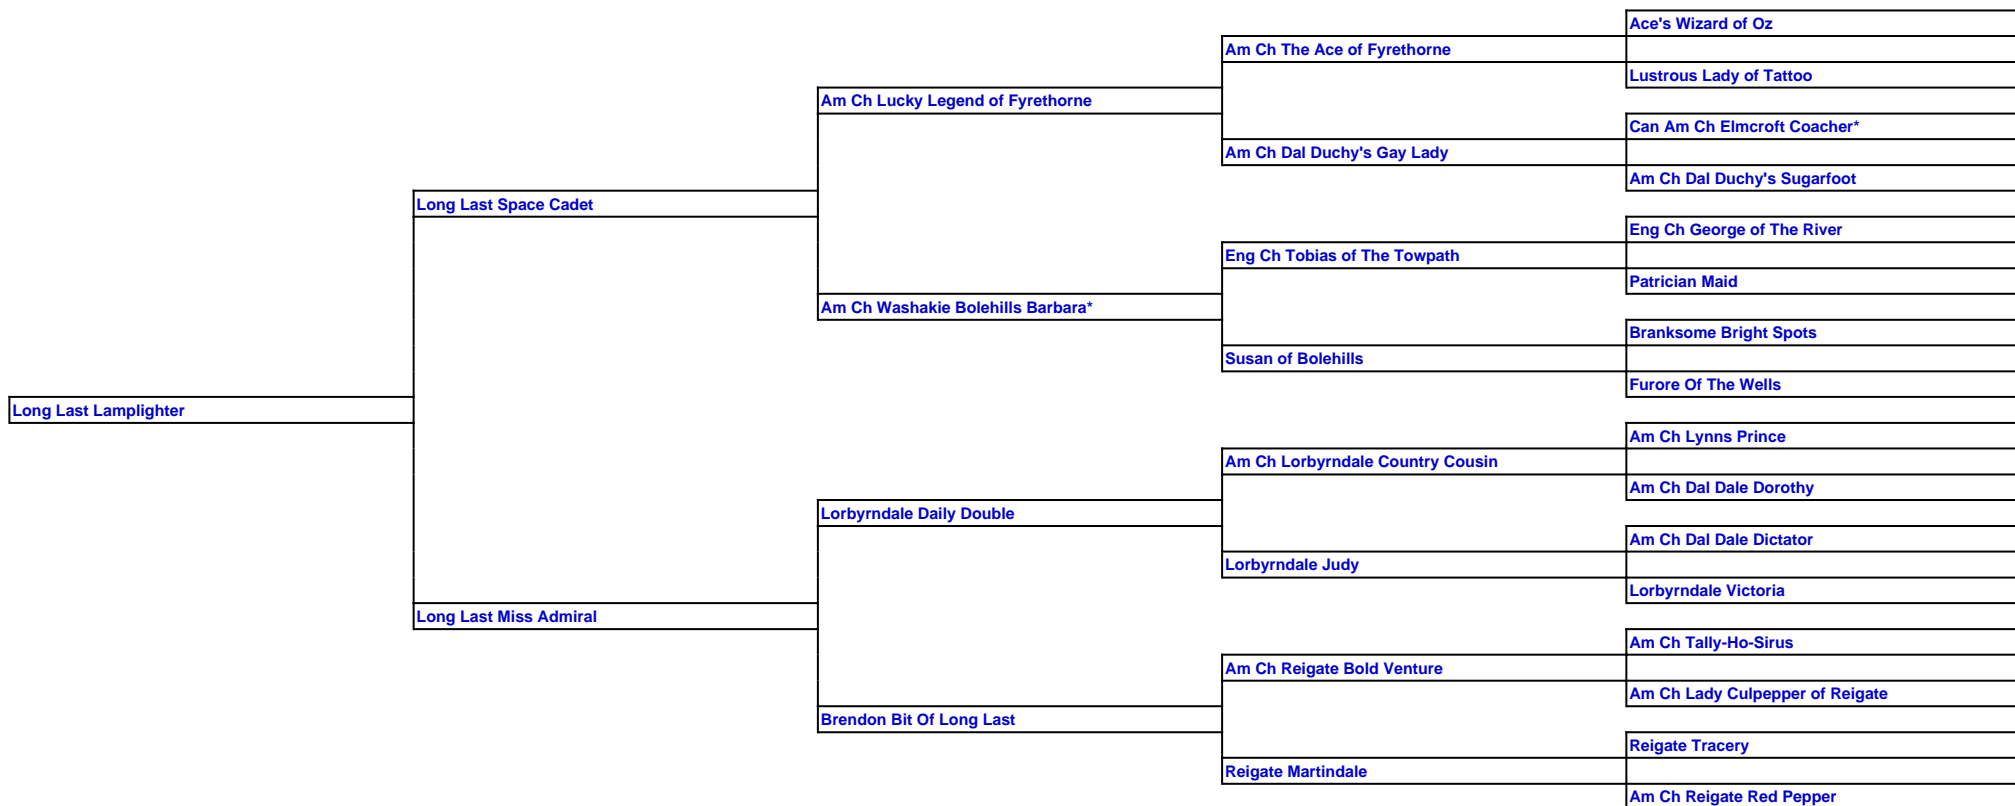 Ace's Wizard of Oz
Am Ch The Ace of Fyrethorne
Lustrous Lady of Tattoo
Am Ch Lucky Legend of Fyrethorne
Can Am Ch Elmcroft Coacher*
Am Ch Dal Duchy's Gay Lady
Am Ch Dal Duchy's Sugarfoot
Long Last Space Cadet
Eng Ch George of The River
Eng Ch Tobias of The Towpath
Patrician Maid
Am Ch Washakie Bolehills Barbara*
Branksome Bright Spots
Susan of Bolehills
Furore Of The Wells
Long Last Lamplighter
Am Ch Lynns Prince
Am Ch Lorbyrndale Country Cousin
Am Ch Dal Dale Dorothy
Lorbyrndale Daily Double
Am Ch Dal Dale Dictator
Lorbyrndale Judy
Lorbyrndale Victoria
Long Last Miss Admiral
Am Ch Tally-Ho-Sirus
Am Ch Reigate Bold Venture
Am Ch Lady Culpepper of Reigate
Brendon Bit Of Long Last
Reigate Tracery
Reigate Martindale
Am Ch Reigate Red Pepper